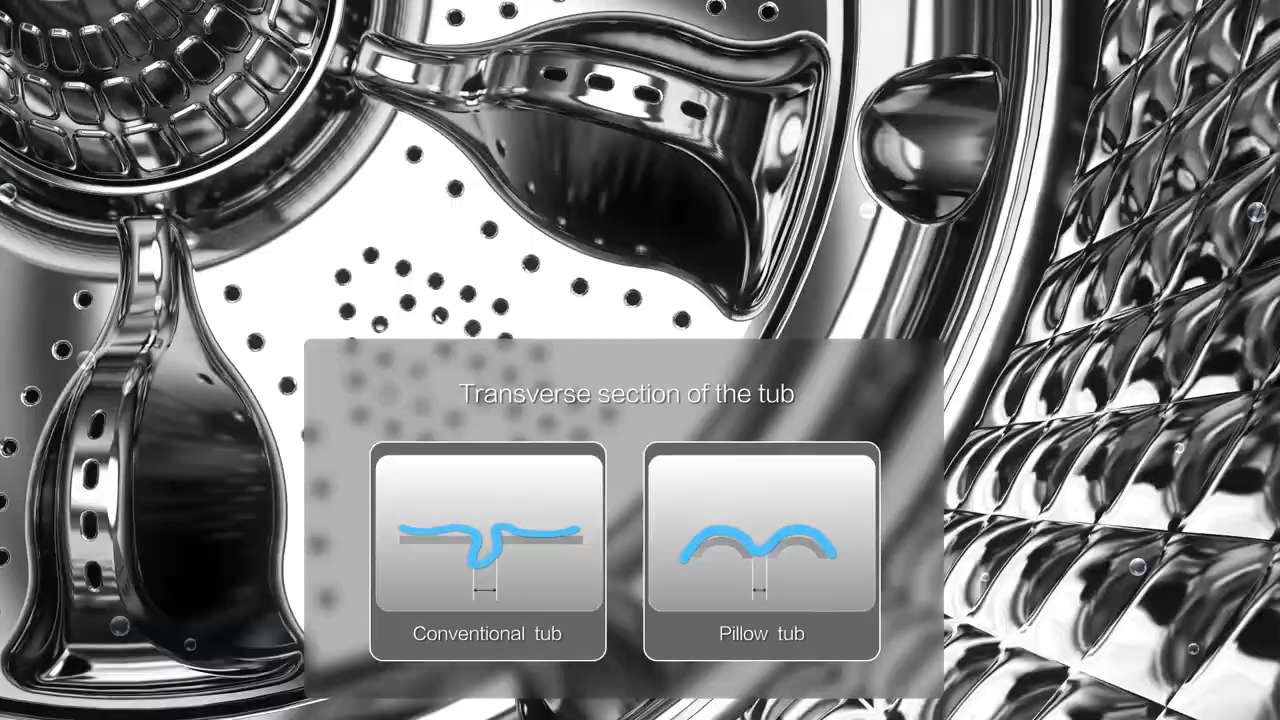 Transverse section of the tub
Conventional tub
Pillow tub